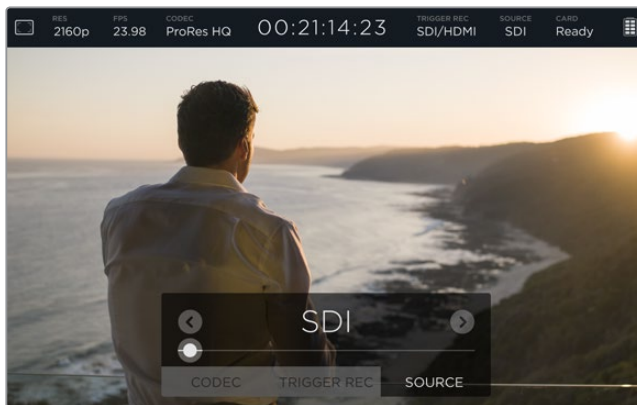 RES FPS CODEC TRIGGER REC SOURCE CARD
2160p 23.98 ProRes HQ 00:21:14:23 SDI/HDMI SDI Ready
SDI
CODEC TRIGGER REC SOURCE